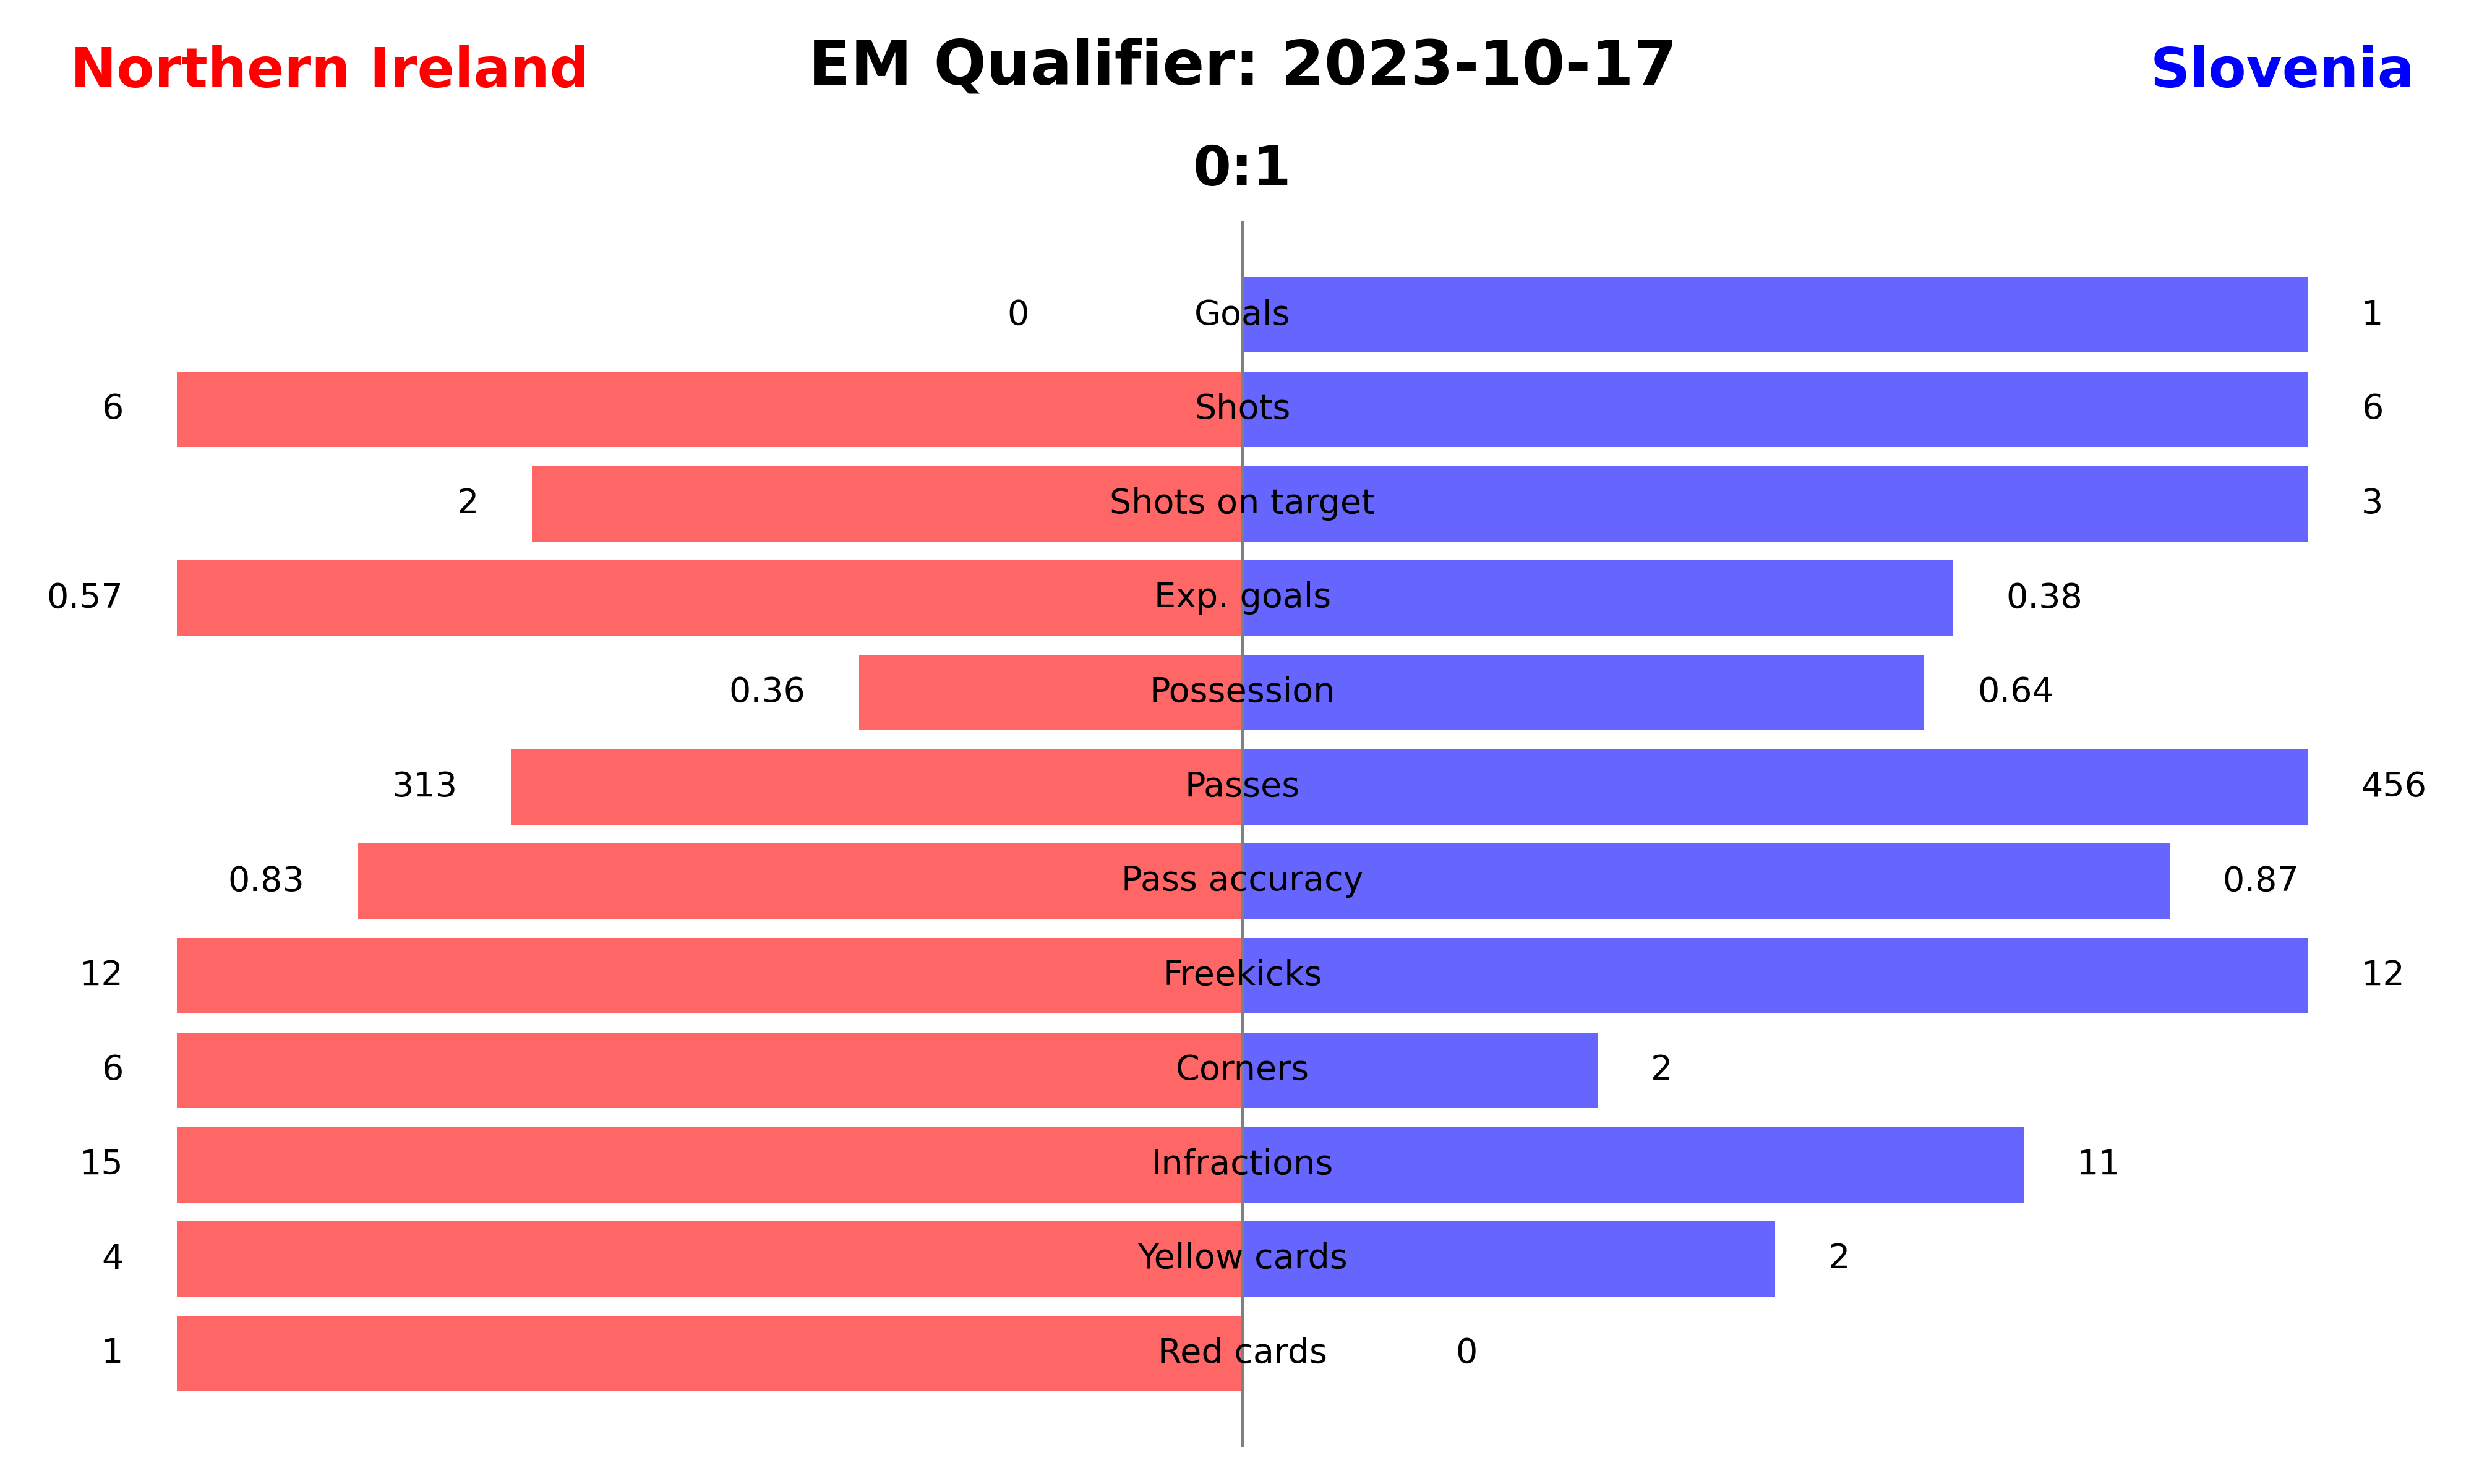 Northern Ireland EM Qualifier: 2023-10-17 Slovenia
0:1
0 Goals 1
6 Shots 6
2 Shots on target 3
0.57 Exp. goals 0.38
0.36 Possession 0.64
313 Passes 456
0.83 Pass accuracy 0.87
12 Freekicks 12
6 Corners 2
15 Infractions 11
4 Yellow cards 2
1 Red cards 0